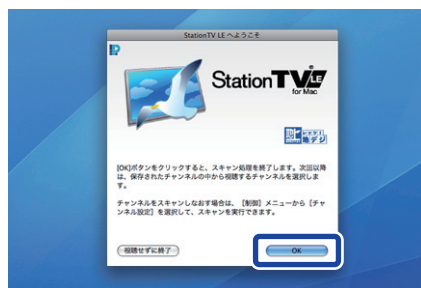 StationTV LE へようこそ
StationTV LE
for Mac
地デジ
[OK]ボタンをクリックすると、スキャン処理を終了します。次回以降
は、保存されたチャンネルの中から視聴するチャンネルを選択しま
す。
チャンネルをスキャンしなおす場合は、[制御] メニューから [チャ
ンネル設定] を選択して、スキャンを実行できます。
視聴せずに終了
OK